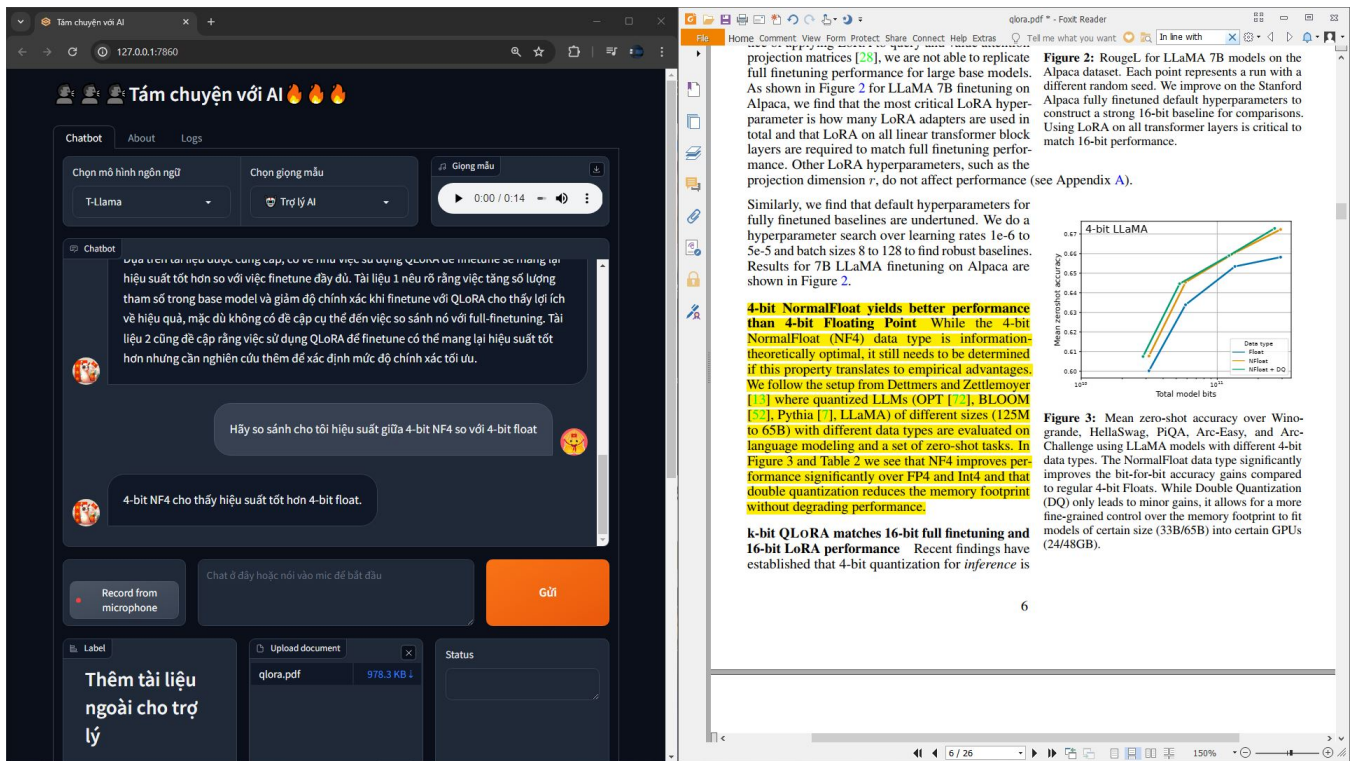 Tám chuyện với AI
127.0.0.1:7860
Tám chuyện với AI
Chatbot
About
Logs
Chọn mô hình ngôn ngữ
T-Llama
Chọn giọng mẫu
Trợ lý AI
Giọng mẫu
0:00 / 0:14
Chatbot
hiệu suất tốt hơn so với việc finetune đầy đủ. Tài liệu 1 nêu rõ rằng việc tăng số lượng
tham số trong base model và giảm độ chính xác khi finetune với QLoRA cho thấy lợi ích
về hiệu quả, mặc dù không có đề cập cụ thể đến việc so sánh nó với full-finetuning. Tài
liệu 2 cũng đề cập rằng việc sử dụng QLoRA để finetune có thể mang lại hiệu suất tốt
hơn nhưng cần nghiên cứu thêm để xác định mức độ chính xác tối ưu.
Hãy so sánh cho tôi hiệu suất giữa 4-bit NF4 so với 4-bit float
4-bit NF4 cho thấy hiệu suất tốt hơn 4-bit float.
Record from
microphone
Chat ở đây hoặc nói vào mic để bắt đầu
Gửi
Label
Thêm tài liệu
ngoài cho trợ
lý
Upload document
qlora.pdf
978.3 KB↓
Status
qlora.pdf * - Foxit Reader
File
Home Comment View Form Protect Share Connect Help Extras
Tell me what you want
In line with
projection matrices [28], we are not able to replicate
full finetuning performance for large base models.
As shown in Figure 2 for LLaMA 7B finetuning on
Alpaca, we find that the most critical LoRA hyper-
parameter is how many LoRA adapters are used in
total and that LoRA on all linear transformer block
layers are required to match full finetuning perfor-
mance. Other LoRA hyperparameters, such as the
projection dimension r, do not affect performance (see Appendix A).
Figure 2: RougeL for LLaMA 7B models on the
Alpaca dataset. Each point represents a run with a
different random seed. We improve on the Stanford
Alpaca fully finetuned default hyperparameters to
construct a strong 16-bit baseline for comparisons.
Using LoRA on all transformer layers is critical to
match 16-bit performance.
Similarly, we find that default hyperparameters for
fully finetuned baselines are undertuned. We do a
hyperparameter search over learning rates 1e-6 to
5e-5 and batch sizes 8 to 128 to find robust baselines.
Results for 7B LLaMA finetuning on Alpaca are
shown in Figure 2.
4-bit NormalFloat yields better performance
than 4-bit Floating Point While the 4-bit
NormalFloat (NF4) data type is information-
theoretically optimal, it still needs to be determined
if this property translates to empirical advantages.
We follow the setup from Dettmers and Zettlemoyer
[13] where quantized LLMs (OPT [72], BLOOM
[52], Pythia [7], LLaMA) of different sizes (125M
to 65B) with different data types are evaluated on
language modeling and a set of zero-shot tasks. In
Figure 3 and Table 2 we see that NF4 improves per-
formance significantly over FP4 and Int4 and that
double quantization reduces the memory footprint
without degrading performance.
k-bit QLORA matches 16-bit full finetuning and
16-bit LoRA performance Recent findings have
established that 4-bit quantization for inference is
4-bit LLaMA
Mean zeroshot accuracy
0.67
0.66
0.65
0.64
0.63
0.62
0.61
0.60
10¹⁰
10¹¹
Total model bits
Data type
Float
NFloat
NFloat + DQ
Figure 3: Mean zero-shot accuracy over Wino-
grande, HellaSwag, PiQA, Arc-Easy, and Arc-
Challenge using LLaMA models with different 4-bit
data types. The NormalFloat data type significantly
improves the bit-for-bit accuracy gains compared
to regular 4-bit Floats. While Double Quantization
(DQ) only leads to minor gains, it allows for a more
fine-grained control over the memory footprint to fit
models of certain size (33B/65B) into certain GPUs
(24/48GB).
6
6 / 26
150%